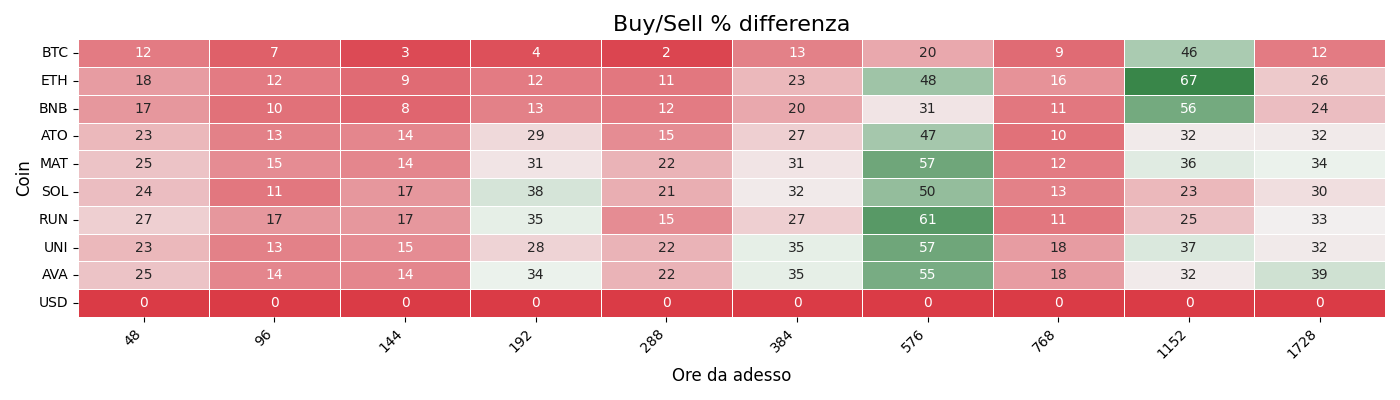 Buy/Sell % differenza
Coin
BTC 12 7 3 4 2 13 20 9 46 12
ETH 18 12 9 12 11 23 48 16 67 26
BNB 17 10 8 13 12 20 31 11 56 24
ATO 23 13 14 29 15 27 47 10 32 32
MAT 25 15 14 31 22 31 57 12 36 34
SOL 24 11 17 38 21 32 50 13 23 30
RUN 27 17 17 35 15 27 61 11 25 33
UNI 23 13 15 28 22 35 57 18 37 32
AVA 25 14 14 34 22 35 55 18 32 39
USD 0 0 0 0 0 0 0 0 0 0
48 96 144 192 288 384 576 768 1152 1728
Ore da adesso